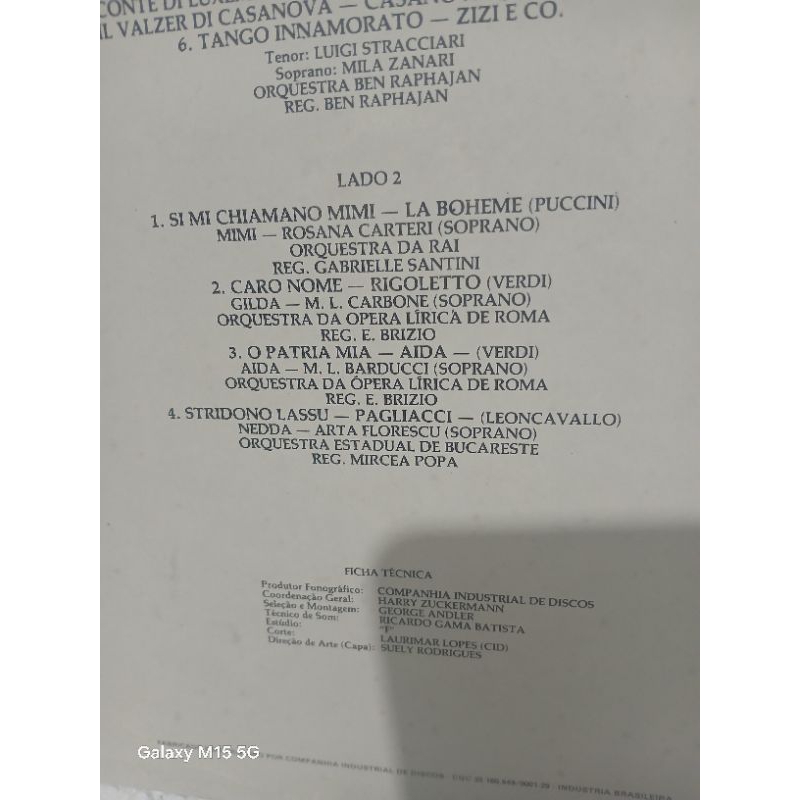 CONTE DI
IL VALZER DI CASANOVA — CASANO
6. TANGO INNAMORATO — ZIZI E CO.
Tenor: LUIGI STRACCIARI
Soprano: MILA ZANARI
ORQUESTRA BEN RAPHAJAN
REG. BEN RAPHAJAN
LADO 2
1. SI MI CHIAMANO MIMI — LA BOHEME (PUCCINI)
MIMI — ROSANA CARTERI (SOPRANO)
ORQUESTRA DA RAI
REG. GABRIELLE SANTINI
2. CARO NOME — RIGOLETTO (VERDI)
GILDA — M. L. CARBONE (SOPRANO)
ORQUESTRA DA OPERA LÍRICA DE ROMA
REG. E. BRIZIO
3. O PATRIA MIA — AIDA — (VERDI)
AIDA — M. L. BARDUCCI (SOPRANO)
ORQUESTRA DA ÓPERA LÍRICA DE ROMA
REG. E. BRIZIO
4. STRIDONO LASSU — PAGLIACCI — (LEONCAVALLO)
NEDDA — ARTA FLORESCU (SOPRANO)
ORQUESTRA ESTADUAL DE BUCARESTE
REG. MIRCEA POPA
FICHA TÉCNICA
Produtor Fonográfico: COMPANHIA INDUSTRIAL DE DISCOS
Coordenação Geral: HARRY ZUCKERMANN
Seleção e Montagem: GEORGE ANDLER
Técnico de Som: RICARDO GAMA BATISTA
Estúdio: "F"
Corte: LAURIMAR LOPES (CID)
Direção de Arte (Capa): SUELY RODRIGUES
POR COMPANHIA INDUSTRIAL DE DISCOS - INDUSTRIA BRASILEIRA
Galaxy M15 5G